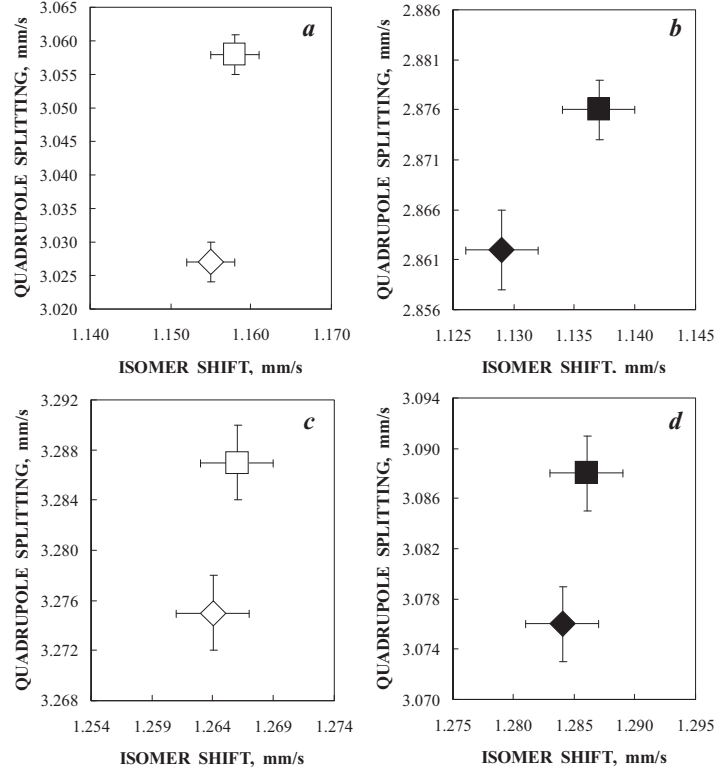 a
QUADRUPOLE SPLITTING, mm/s
3.065
3.060
3.055
3.050
3.045
3.040
3.035
3.030
3.025
3.020
1.140 1.150 1.160 1.170
ISOMER SHIFT, mm/s
b
QUADRUPOLE SPLITTING, mm/s
2.886
2.881
2.876
2.871
2.866
2.861
2.856
1.125 1.130 1.135 1.140 1.145
ISOMER SHIFT. mm/s
c
QUADRUPOLE SPLITTING, mm/s
3.292
3.288
3.284
3.280
3.276
3.272
3.268
1.254 1.259 1.264 1.269 1.274
ISOMER SHIFT, mm/s
d
QUADRUPOLE SPLITTING, mm/s
3.094
3.090
3.086
3.082
3.078
3.074
3.070
1.275 1.280 1.285 1.290 1.295
ISOMER SHIFT, mm/s